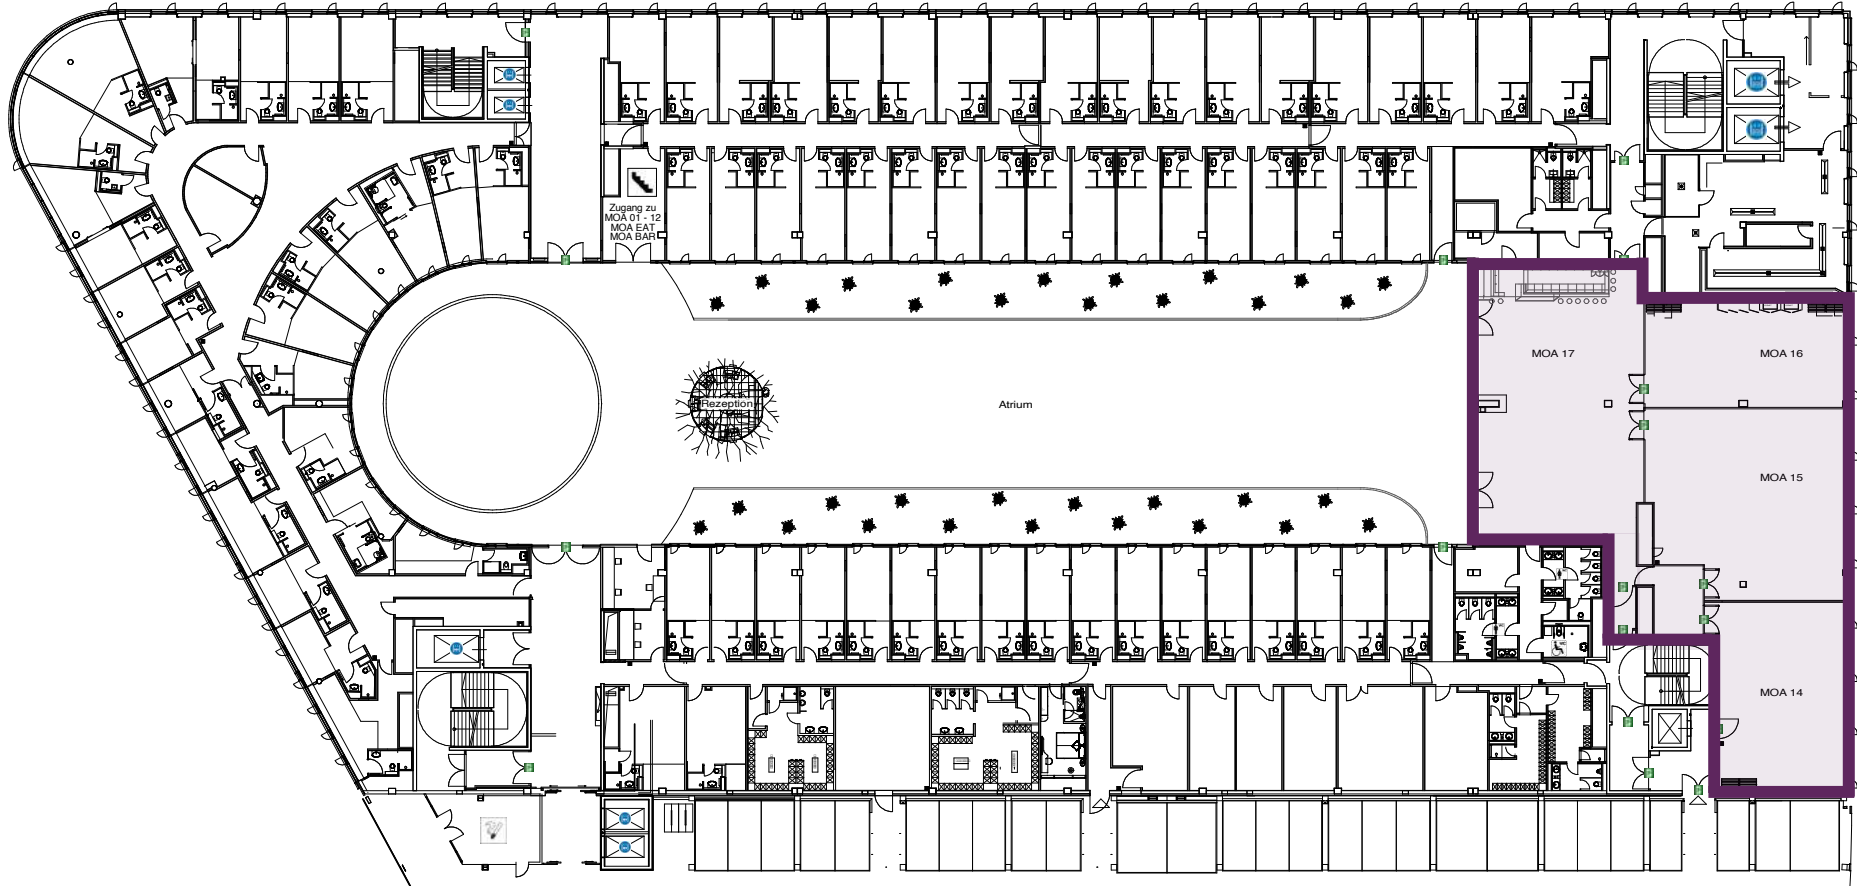 Zugang zu
MOA 01 - 12
MOA EAT
MOA BAR
MOA 17
MOA 16
Rezeption
Atrium
MOA 15
MOA 14